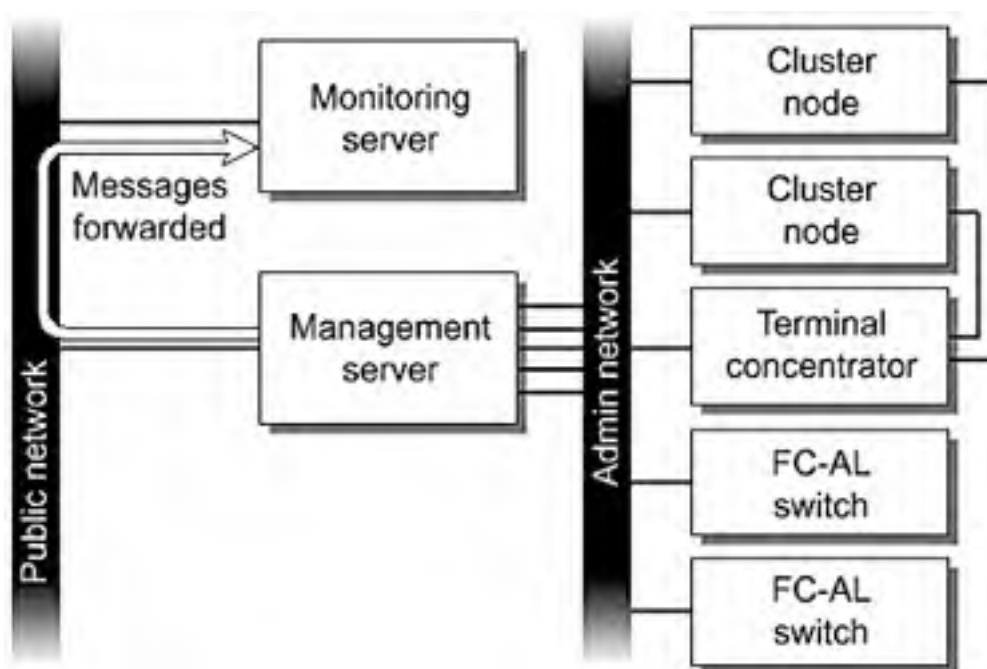 Public network
Monitoring
server
Messages
forwarded
Management
server
Admin network
Cluster
node
Cluster
node
Terminal
concentrator
FC-AL
switch
FC-AL
switch